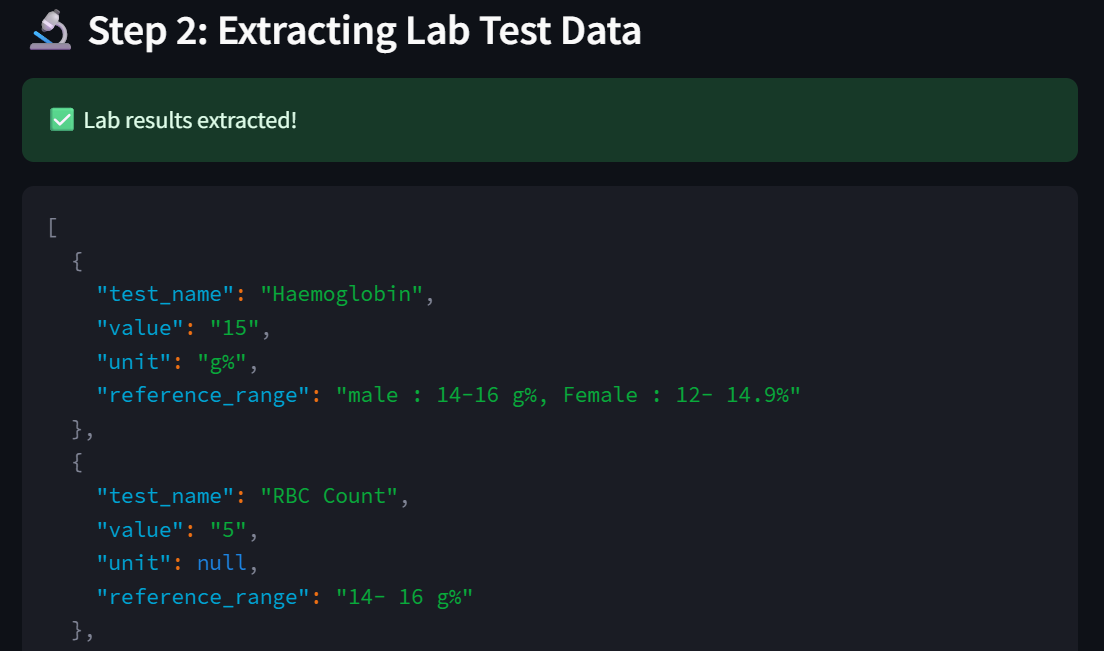 Step 2: Extracting Lab Test Data
Lab results extracted!
[
{
"test_name": "Haemoglobin",
"value": "15",
"unit": "g%",
"reference_range": "male : 14-16 g%, Female : 12- 14.9%"
},
{
"test_name": "RBC Count",
"value": "5",
"unit": null,
"reference_range": "14- 16 g%"
},